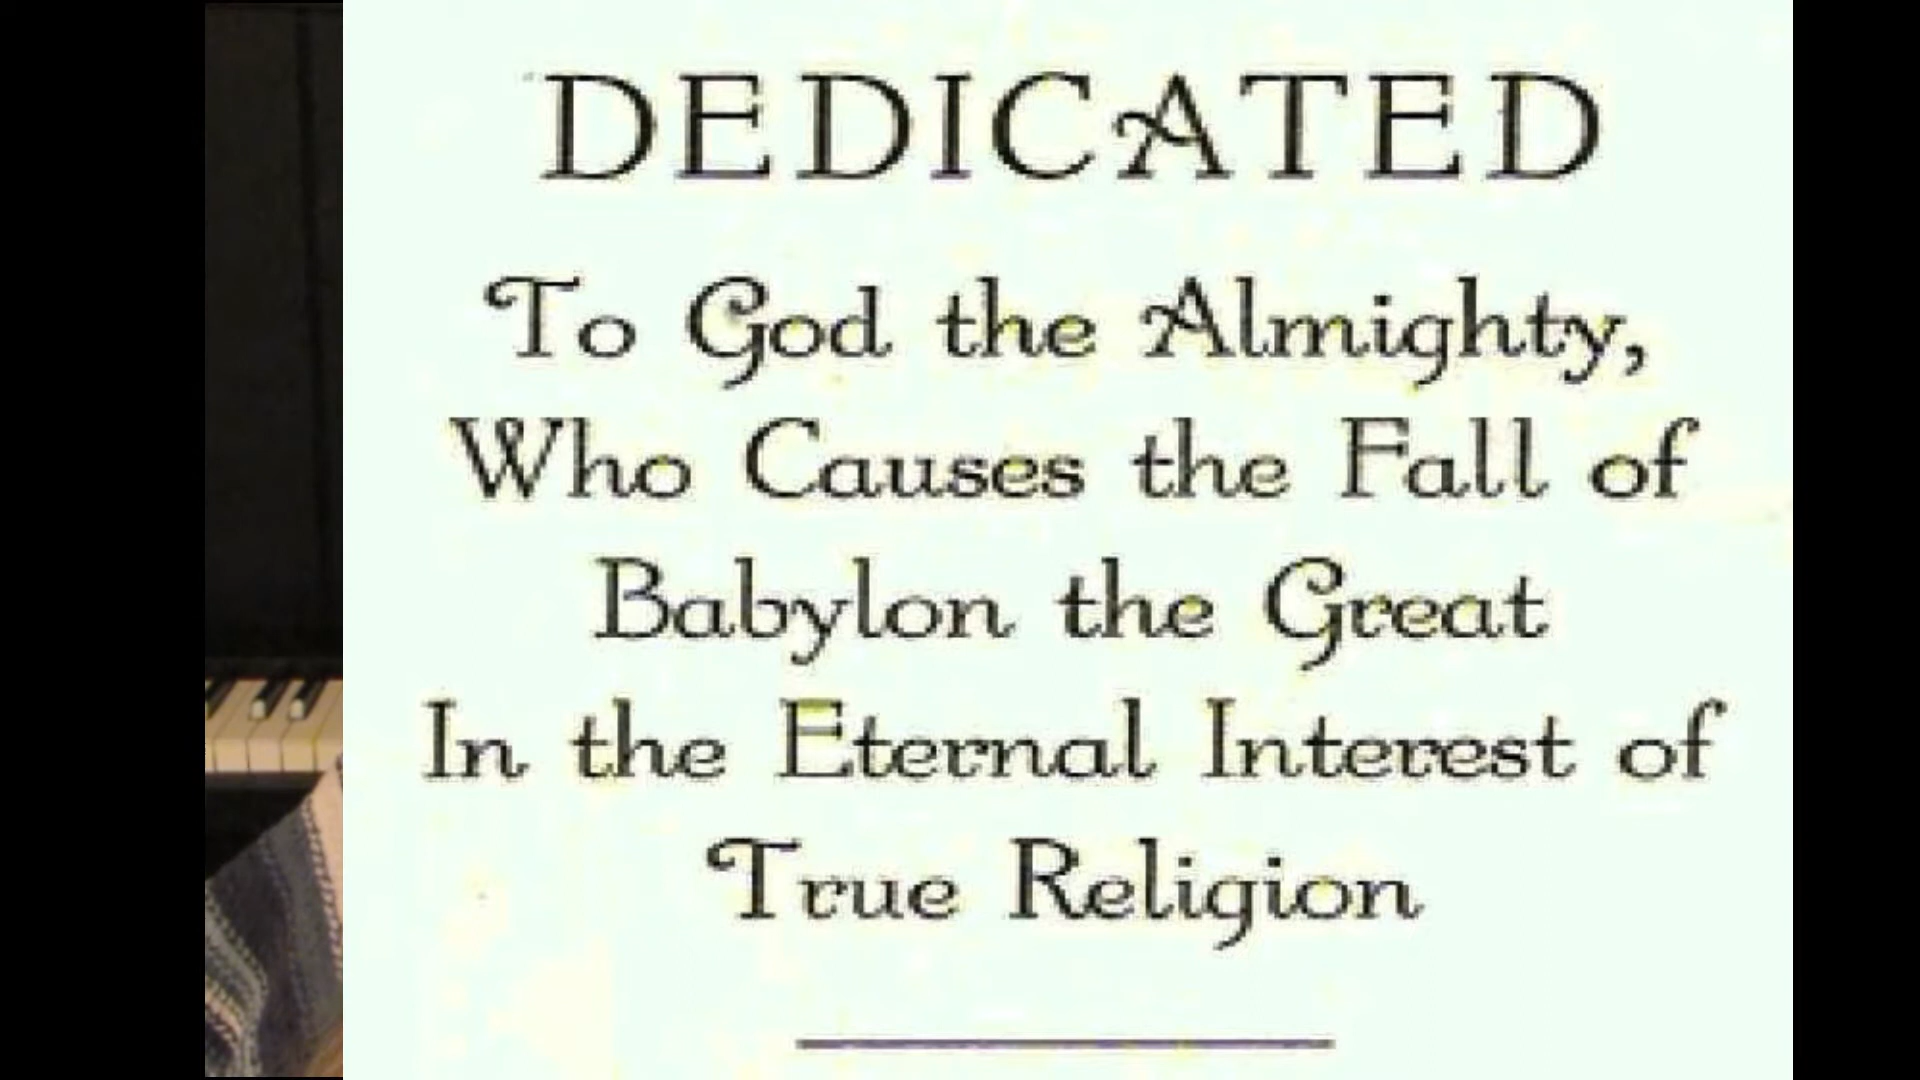 DEDICATED
To God the Almighty,
Who Causes the Fall of
Babylon the Great
In the Eternal Interest of
True Religion